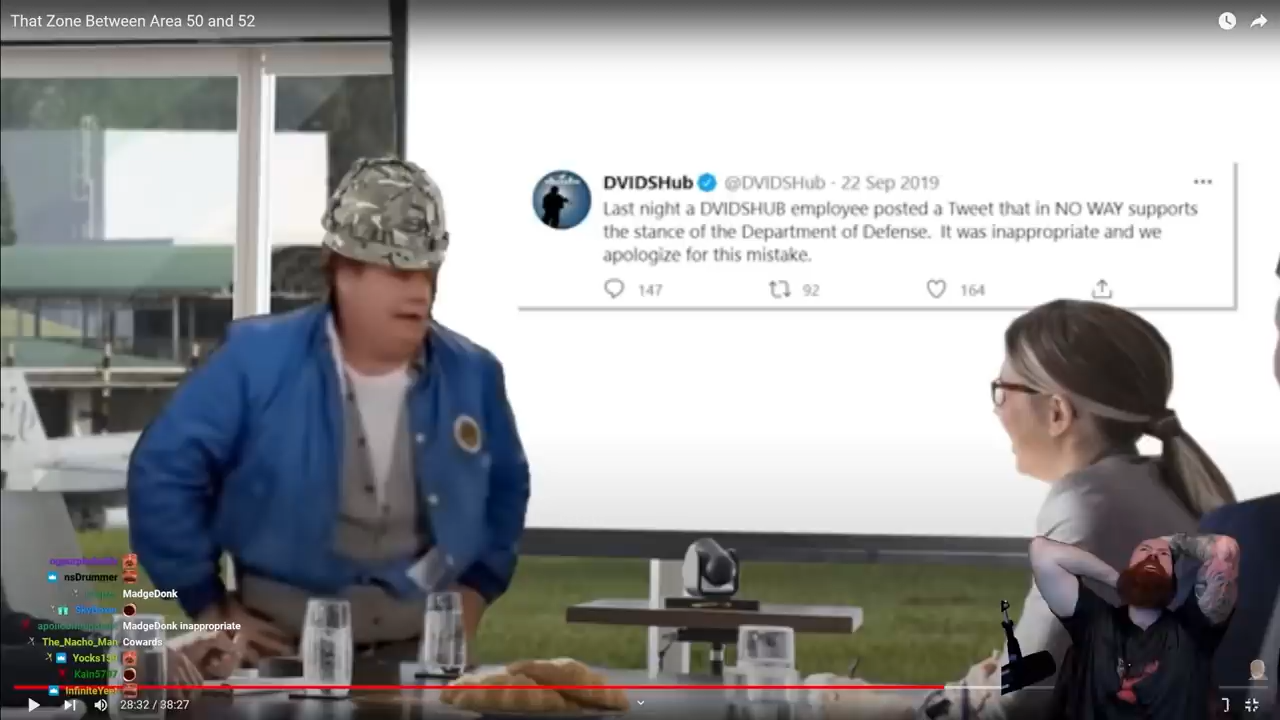 That Zone Between Area 50 and 52
DVIDSHub @DVIDSHub · 22 Sep 2019
Last night a DVIDSHUB employee posted a Tweet that in NO WAY supports
the stance of the Department of Defense. It was inappropriate and we
apologize for this mistake.
147 92 164
nsDrummer
MadgeDonk
MadgeDonk inappropriate
The_Nacho_Man Cowards
InfiniteYeet
28:32 / 38:27